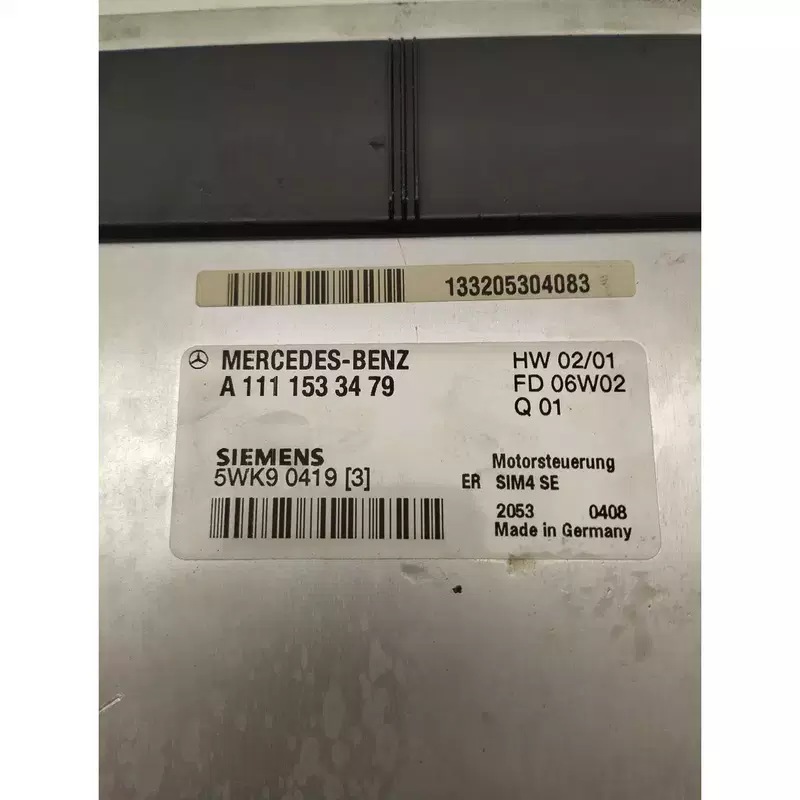 133205304083
MERCEDES-BENZ
A 111 153 34 79
HW 02/01
FD 06W02
Q 01
SIEMENS
5WK9 0419 [3]
Motorsteuerung
ER SIM4 SE
2053 0408
Made in Germany